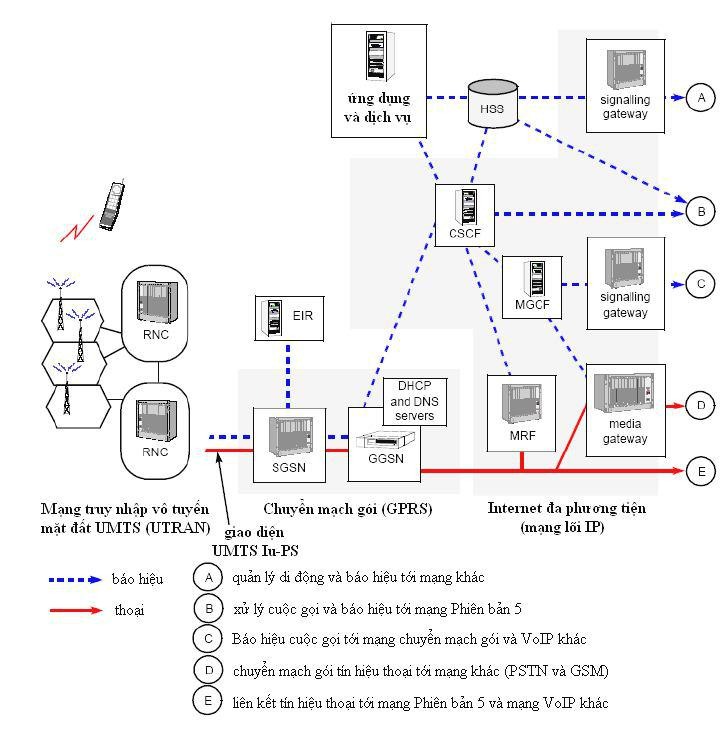 ứng dụng
và dịch vụ
HSS
signalling
gateway
A
B
CSCF
MGCF
signalling
gateway
C
RNC
EIR
DHCP
and DNS
servers
RNC
SGSN
GGSN
MRF
media
gateway
D
E
Mạng truy nhập vô tuyến
mặt đất UMTS (UTRAN)
Chuyển mạch gói (GPRS)
Internet đa phương tiện
(mạng lõi IP)
giao diện
UMTS Iu-PS
báo hiệu
thoại
A quản lý di động và báo hiệu tới mạng khác
B xử lý cuộc gọi và báo hiệu tới mạng Phiên bản 5
C Báo hiệu cuộc gọi tới mạng chuyển mạch gói và VoIP khác
D chuyển mạch gói tín hiệu thoại tới mạng khác (PSTN và GSM)
E liên kết tín hiệu thoại tới mạng Phiên bản 5 và mạng VoIP khác